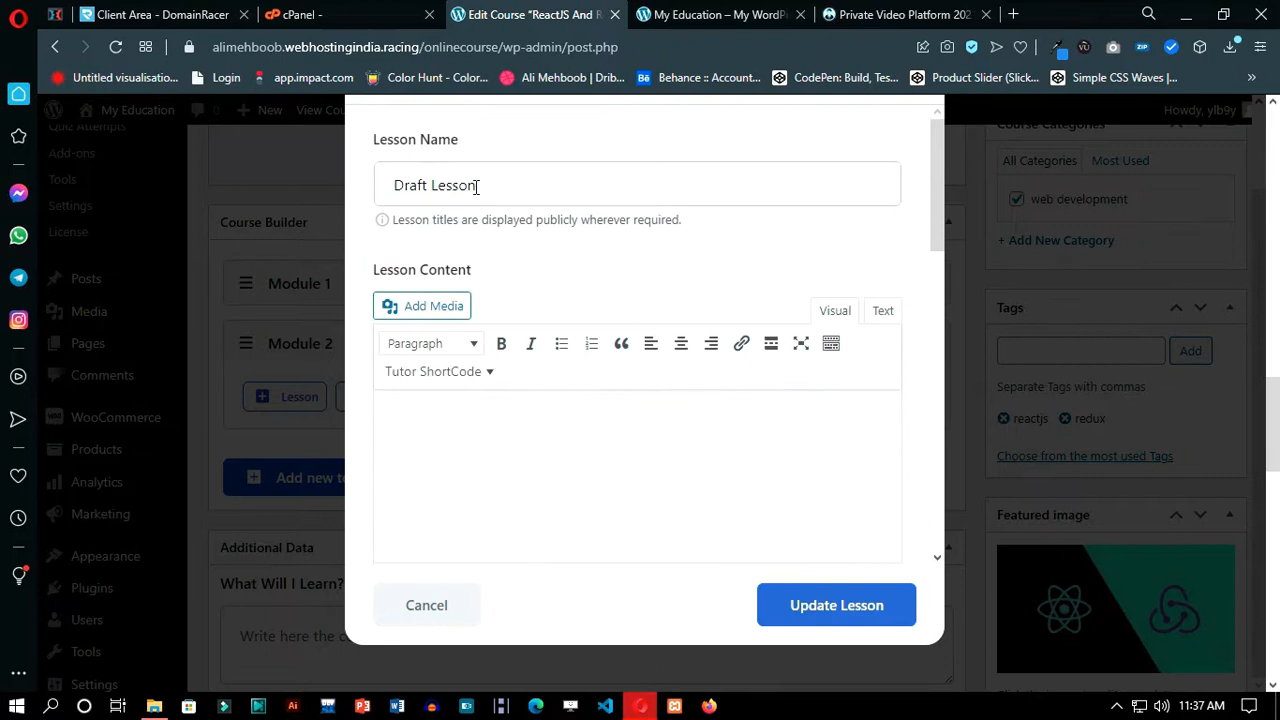 Client Area - DomainRacer
cPanel -
Edit Course "ReactJS And R
My Education – My WordP
Private Video Platform 202
alimehboob.webhostingindia.racing/onlinecourse/wp-admin/post.php
Untitled visualisatio...
Login
app.impact.com
Color Hunt - Color...
Ali Mehboob | Drib...
Behance :: Account...
CodePen: Build, Tes...
Product Slider (Slick...
Simple CSS Waves |...
My Education
0
New
View Cou
Howdy, ylb9y
Quiz Attempts
Add-ons
Tools
Settings
License
Posts
Media
Pages
Comments
WooCommerce
Products
Analytics
Marketing
Appearance
Plugins
Users
Tools
Settings
Course Builder
Module 1
Module 2
Lesson
Add new to
Additional Data
What Will I Learn?
Write here the c
Lesson Name
Draft Lesson
Lesson titles are displayed publicly wherever required.
Lesson Content
Add Media
Visual
Text
Paragraph
Tutor ShortCode
Cancel
Update Lesson
Course Categories
All Categories
Most Used
web development
+ Add New Category
Tags
Add
Separate Tags with commas
reactjs
redux
Choose from the most used Tags
Featured image
11:37 AM